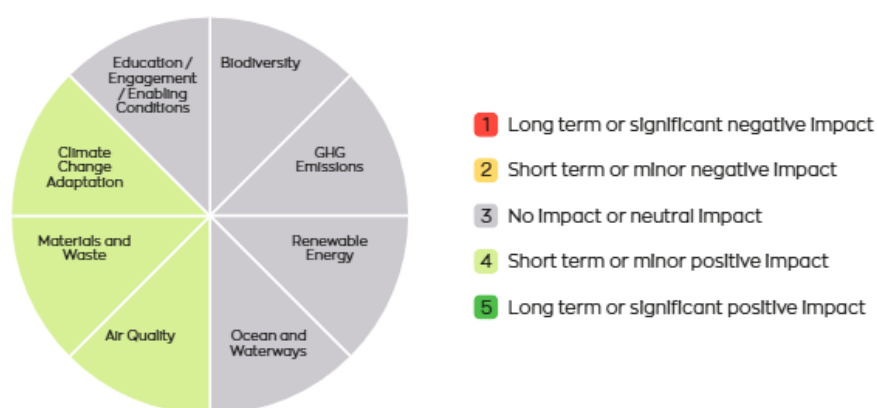 Education /
Engagement
/ Enabling
Conditions
Biodiversity
Climate
Change
Adaptation
GHG
Emissions
Materials and
Waste
Renewable
Energy
Air Quality
Ocean and
Waterways
1 Long term or significant negative impact
2 Short term or minor negative impact
3 No impact or neutral impact
4 Short term or minor positive impact
5 Long term or significant positive impact